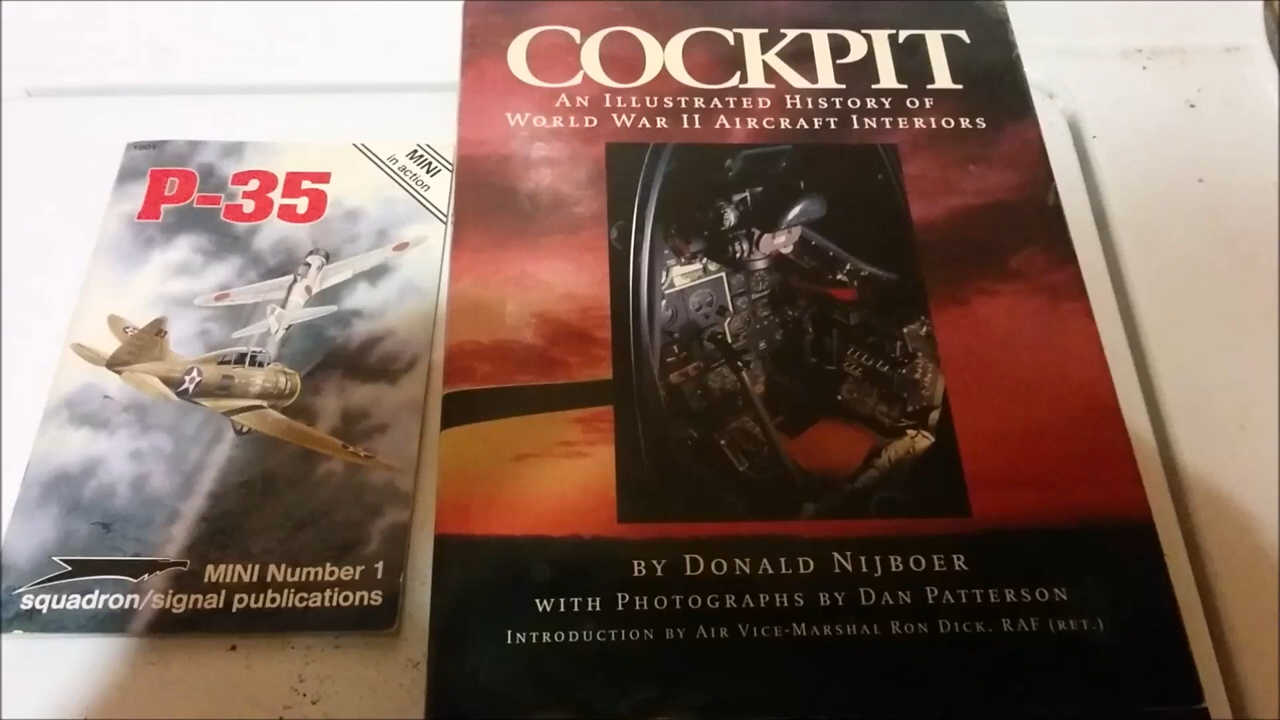 P-35
MINI
in action
MINI Number 1
squadron/signal publications
COCKPIT
AN ILLUSTRATED HISTORY OF
WORLD WAR II AIRCRAFT INTERIORS
BY DONALD NIJBOER
WITH PHOTOGRAPHS BY DAN PATTERSON
INTRODUCTION BY AIR VICE-MARSHAL RON DICK, RAF (RET.)